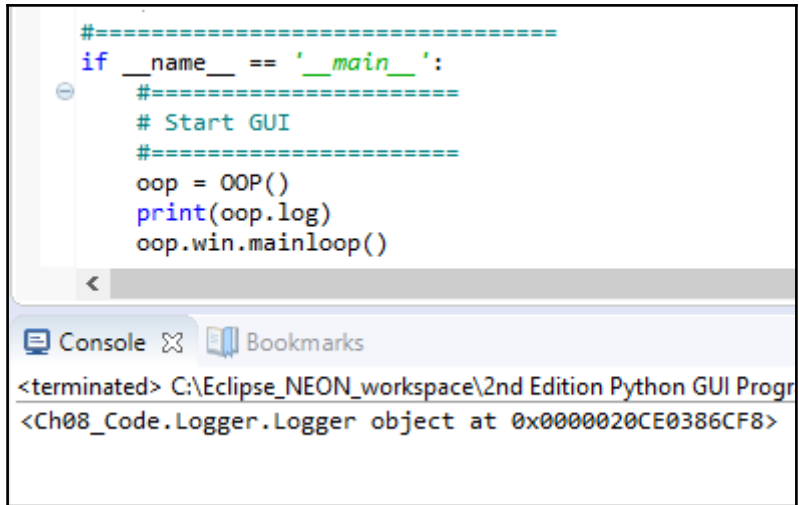 #==================================
if __name__ == '__main__':
#=======================
# Start GUI
#=======================
oop = OOP()
print(oop.log)
oop.win.mainloop()
Console Bookmarks
<terminated> C:\Eclipse_NEON_workspace\2nd Edition Python GUI Progr
<Ch08_Code.Logger.Logger object at 0x0000020CE0386CF8>